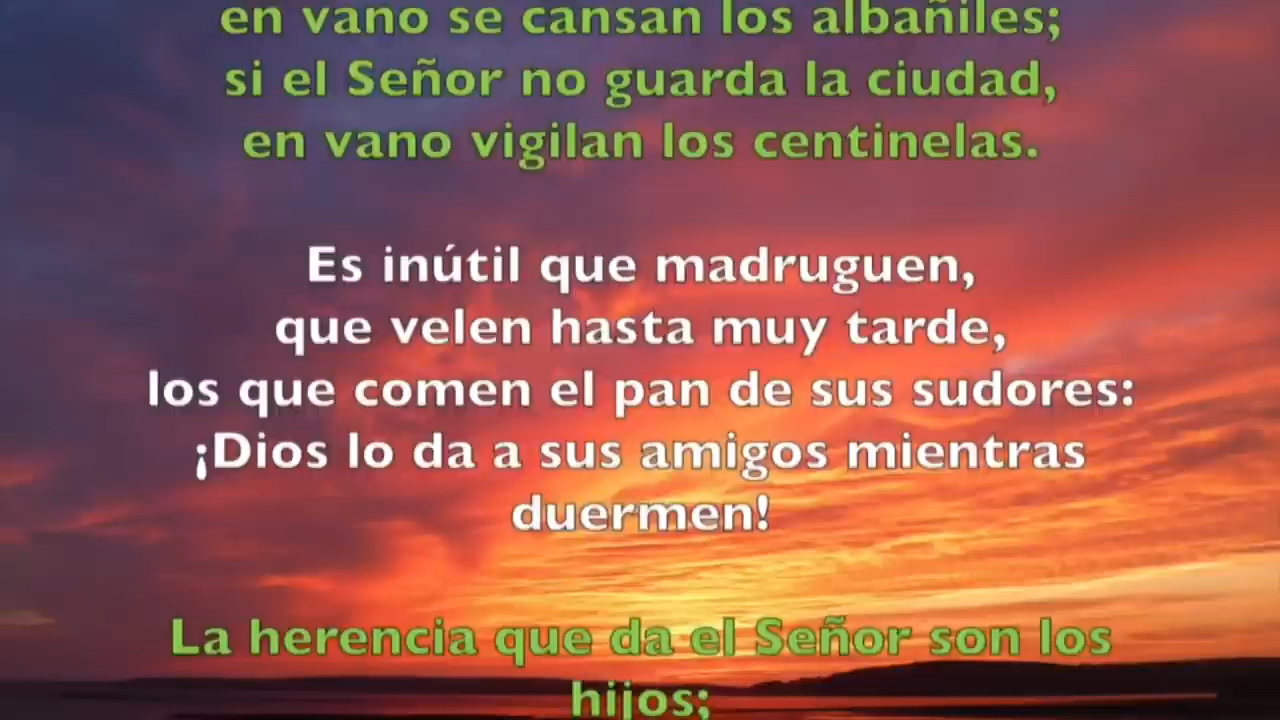 en vano se cansan los albañiles;
si el Señor no guarda la ciudad,
en vano vigilan los centinelas.
Es inútil que madruguen,
que velen hasta muy tarde,
los que comen el pan de sus sudores:
¡Dios lo da a sus amigos mientras
duermen!
La herencia que da el Señor son los
hijos;